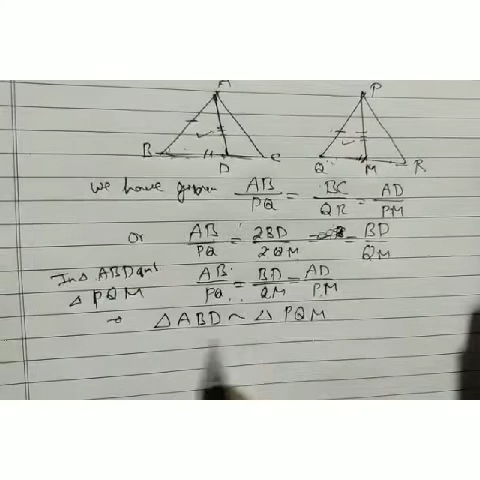 A
P
B
D
C
Q
M
R
We have given AB/PQ = BC/QR = AD/PM
Or AB/PQ = 2BD/2QM = BD/QM
In △ ABD and
△ PQM
AB/PQ = BD/QM = AD/PM
→ △ ABD ~ △ PQM